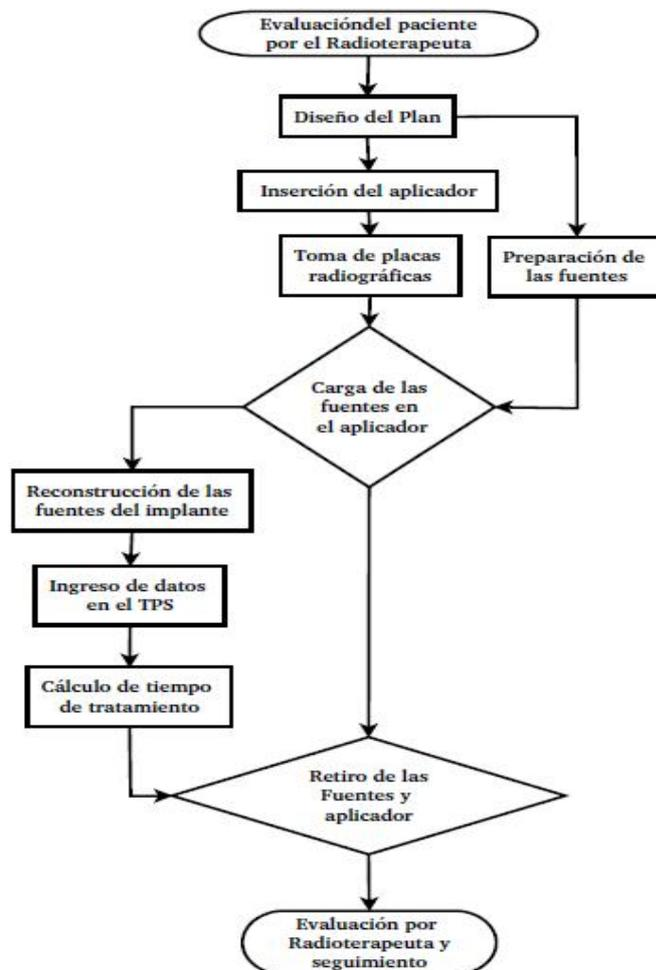 Evaluacióndel paciente
por el Radioterapeuta
Diseño del Plan
Inserción del aplicador
Toma de placas
radiográficas
Preparación de
las fuentes
Carga de las
fuentes en
el aplicador
Reconstrucción de las
fuentes del implante
Ingreso de datos
en el TPS
Cálculo de tiempo
de tratamiento
Retiro de las
Fuentes y
aplicador
Evaluación por
Radioterapeuta y
seguimiento